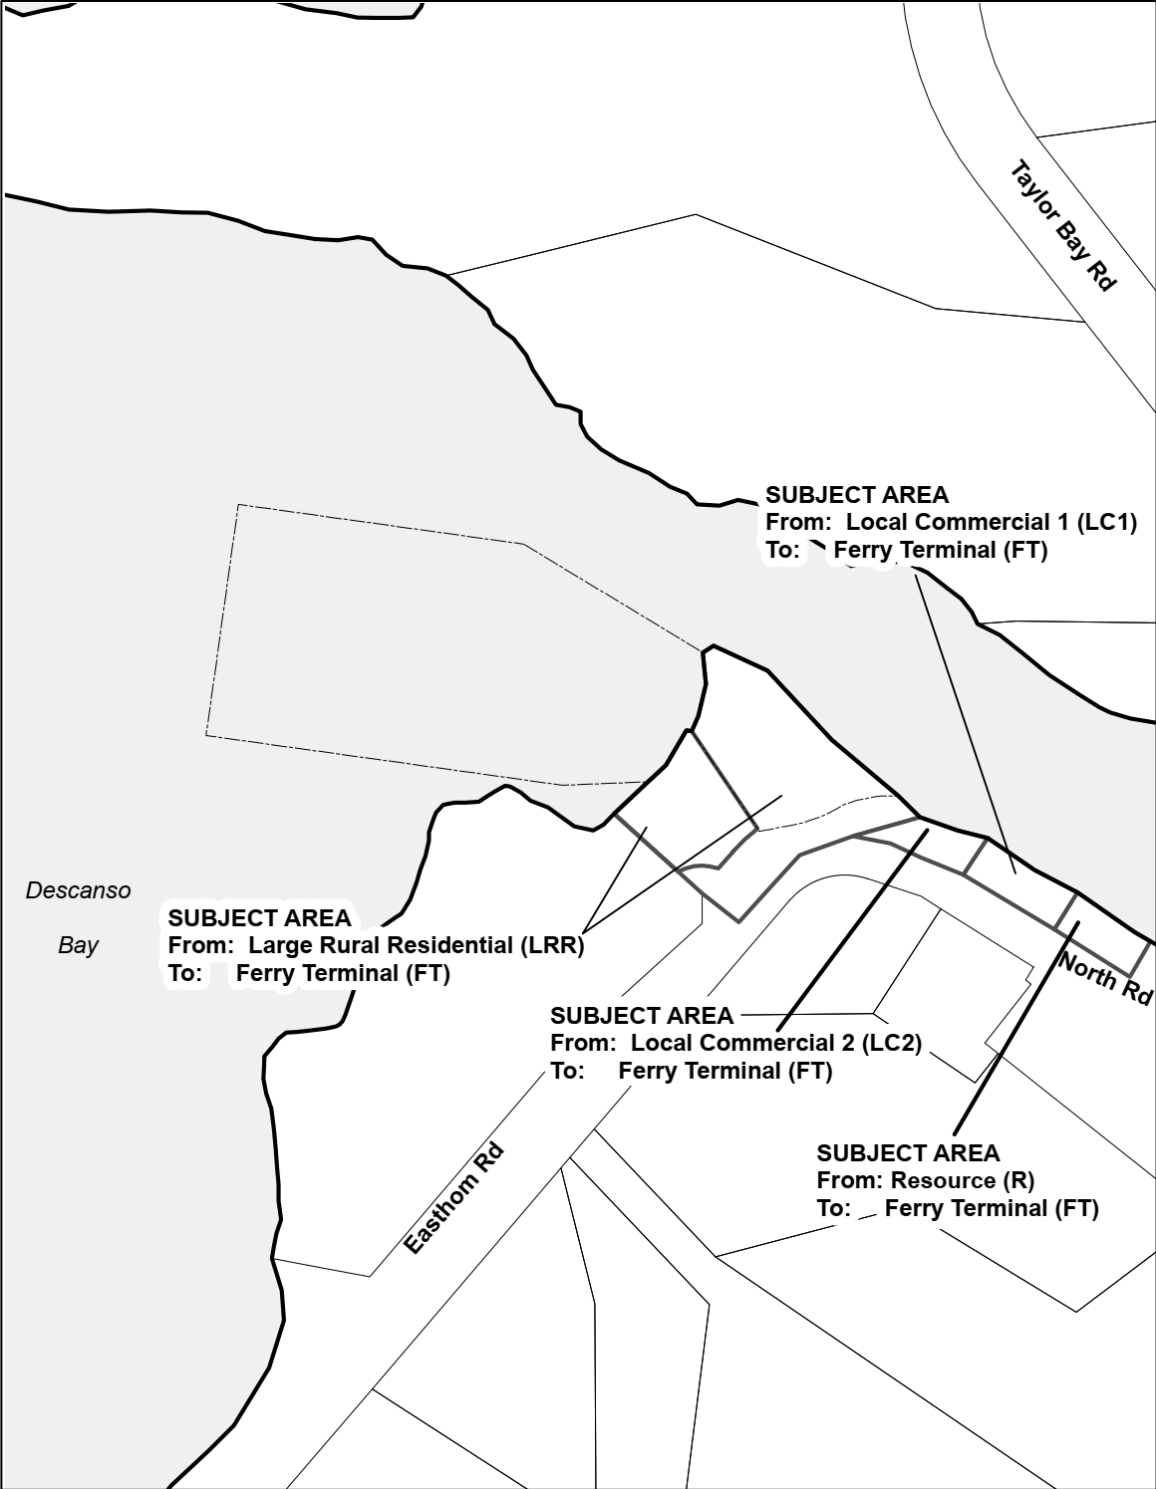 Taylor Bay Rd
SUBJECT AREA
From: Local Commercial 1 (LC1)
To: Ferry Terminal (FT)
Descanso
Bay
SUBJECT AREA
From: Large Rural Residential (LRR)
To: Ferry Terminal (FT)
North Rd
SUBJECT AREA
From: Local Commercial 2 (LC2)
To: Ferry Terminal (FT)
Easthom Rd
SUBJECT AREA
From: Resource (R)
To: Ferry Terminal (FT)